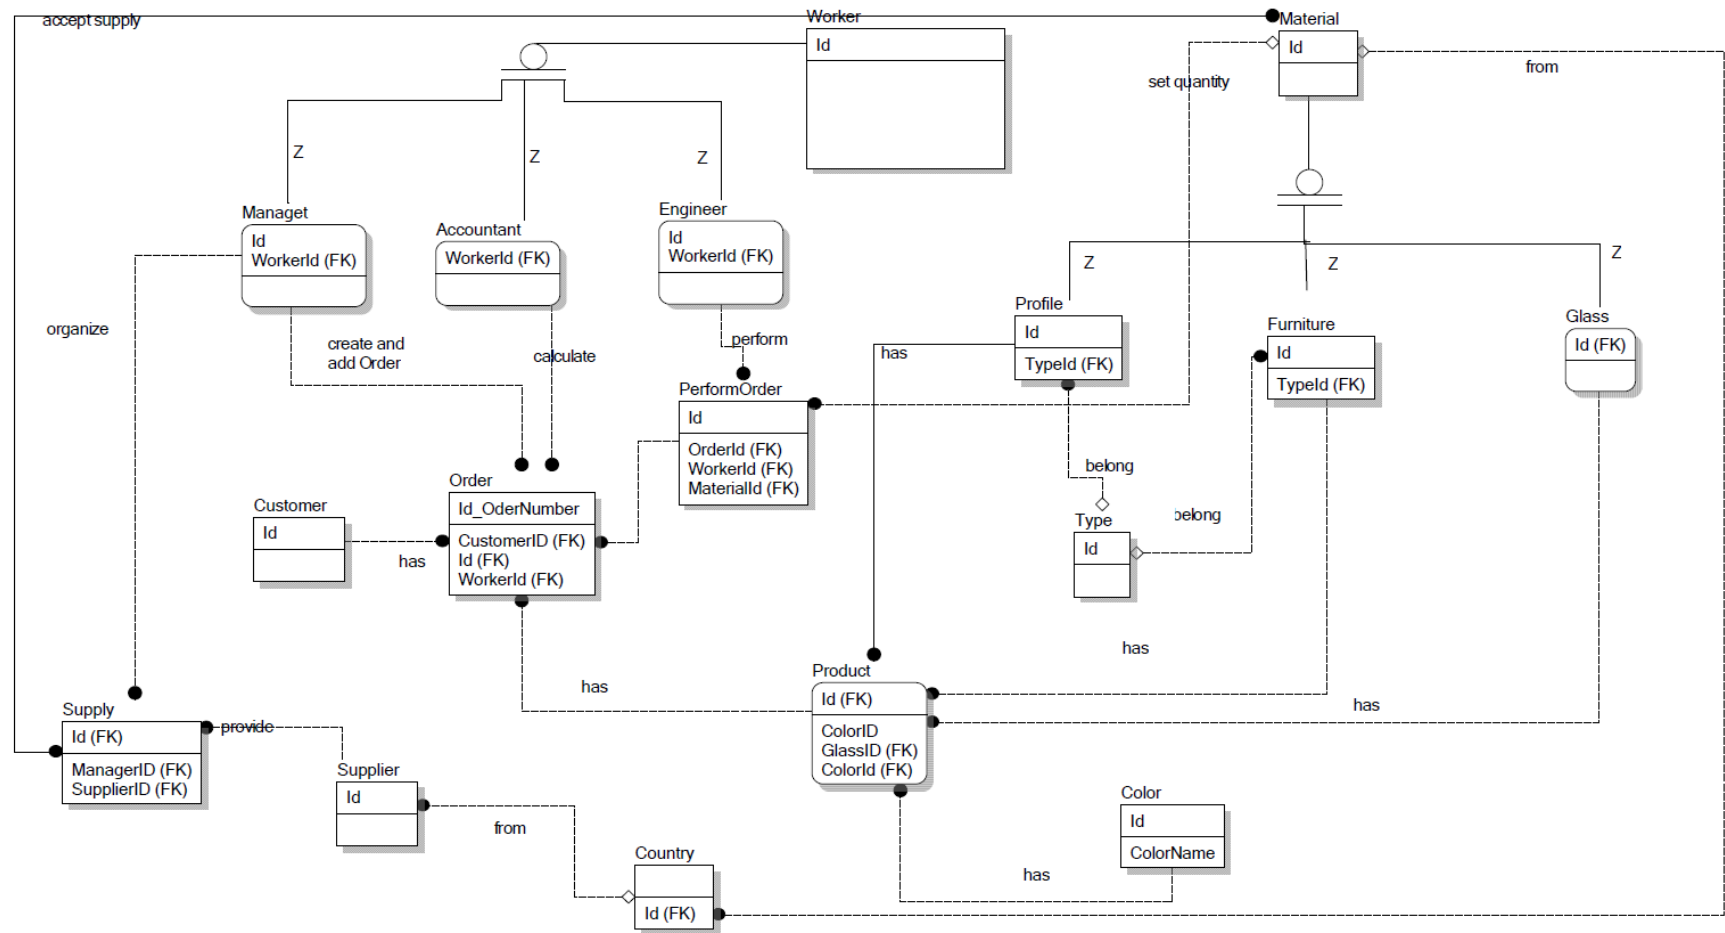 accept supply
Worker
Id
Material
Id
from
set quantity
Z
Z
Z
Managet
Id
WorkerId (FK)
Accountant
WorkerId (FK)
Engineer
Id
WorkerId (FK)
Z
Z
Z
organize
create and
add Order
calculate
perform
Profile
Id
TypeId (FK)
has
Furniture
Id
TypeId (FK)
Glass
Id (FK)
PerformOrder
Id
OrderId (FK)
WorkerId (FK)
MaterialId (FK)
belong
belong
Type
Id
Customer
Id
has
Order
Id_OderNumber
CustomerID (FK)
Id (FK)
WorkerId (FK)
has
has
has
Product
Id (FK)
ColorID
GlassID (FK)
ColorId (FK)
Supply
Id (FK)
ManagerID (FK)
SupplierID (FK)
provide
Supplier
Id
from
Country
Id (FK)
Color
Id
ColorName
has